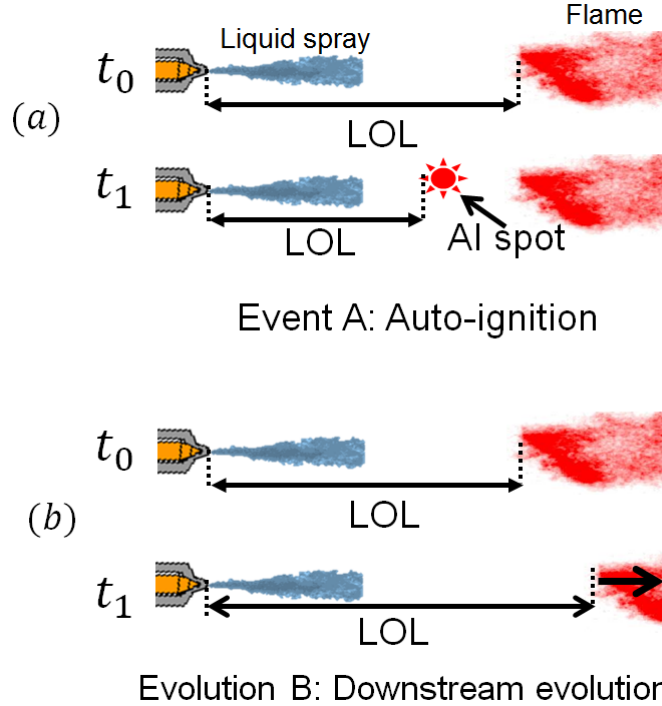 Flame
Liquid spray
t₀
LOL
(a)
t₁
LOL
AI spot
Event A: Auto-ignition
t₀
LOL
(b)
t₁
LOL
Evolution B: Downstream evolution